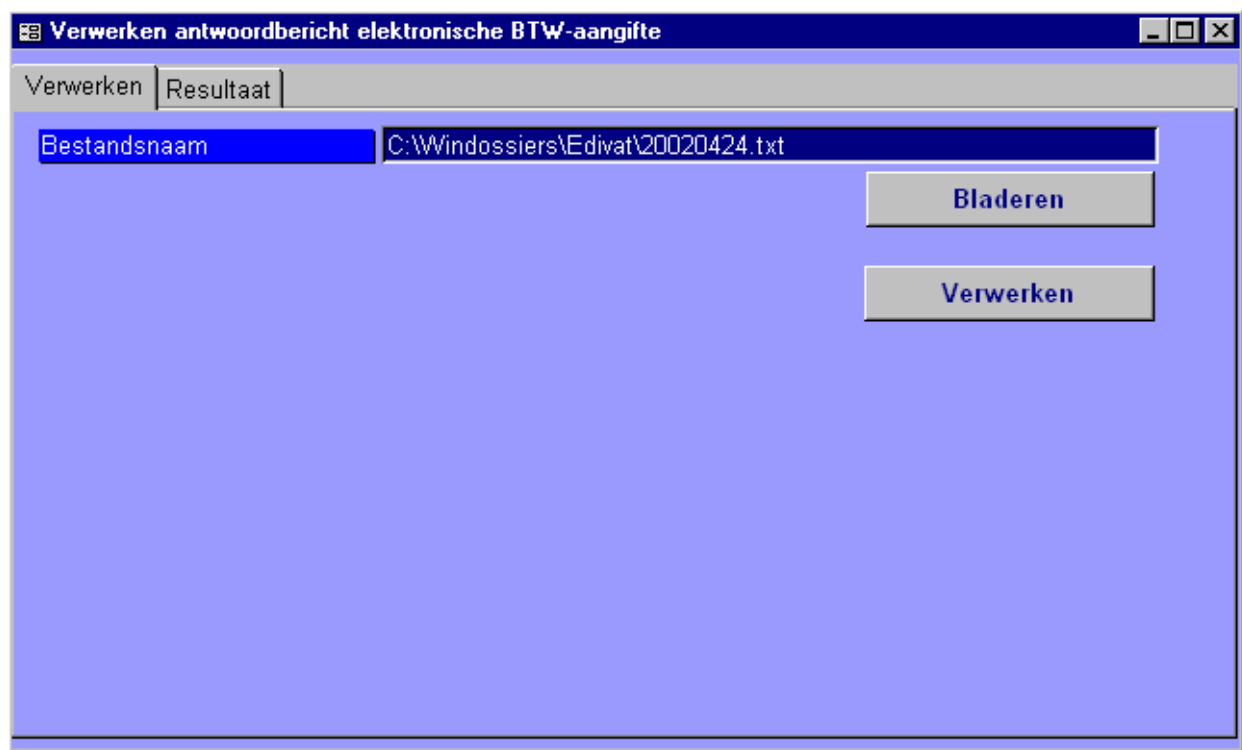 Verwerken antwoordbericht elektronische BTW-aangifte
Verwerken Resultaat
Bestandsnaam C:\Windossiers\Edivat\20020424.txt
Bladeren
Verwerken